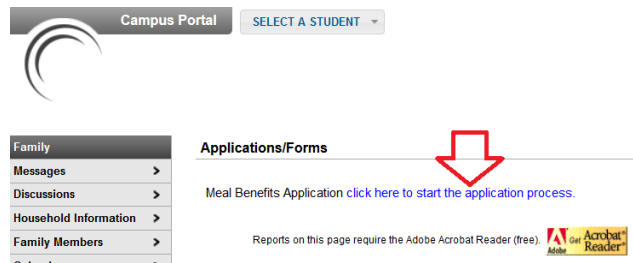 Campus Portal
SELECT A STUDENT
Family
Applications/Forms
Messages
Meal Benefits Application click here to start the application process.
Discussions
Household Information
Family Members
Reports on this page require the Adobe Acrobat Reader (free).
Adobe
Get Acrobat®
Reader®